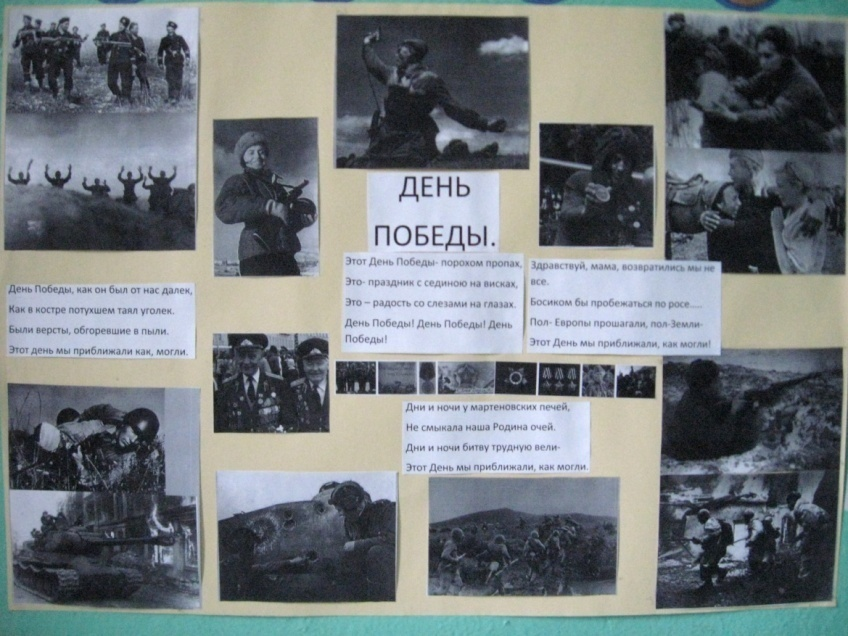 ДЕНЬ
ПОБЕДЫ.
День Победы, как он был от нас далек,
Как в костре потухшем таял уголек.
Были версты, обгоревшие в пыли.
Этот день мы приближали как, могли.
Этот День Победы- порохом пропах,
Это- праздник с сединою на висках,
Это – радость со слезами на глазах.
День Победы! День Победы! День
Победы!
Здравствуй, мама, возвратились мы не
все.
Босиком бы пробежаться по росе.....
Пол- Европы прошагали, пол-Земли-
Этот День мы приближали, как могли!
Дни и ночи у мартеновских печей,
Не смыкала наша Родина очей.
Дни и ночи битву трудную вели-
Этот День мы приближали, как могли.